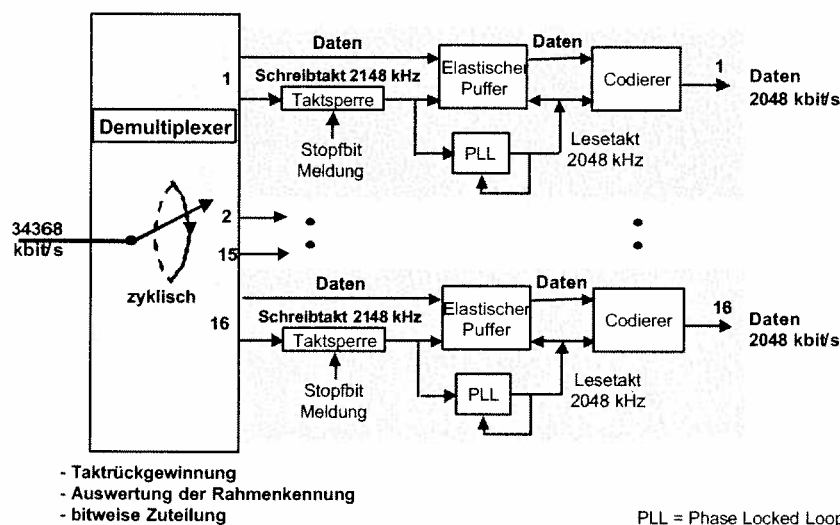 Daten
Daten
1
Schreibtakt 2148 kHz
Elastischer
Puffer
Codierer
1
Daten
2048 kbit/s
Taktsperre
Demultiplexer
Stopfbit
Meldung
PLL
Lesetakt
2048 kHz
34368
kbit/s
2
15
zyklisch
Daten
Daten
16
Schreibtakt 2148 kHz
Elastischer
Puffer
Codierer
16
Daten
2048 kbit/s
Taktsperre
Stopfbit
Meldung
PLL
Lesetakt
2048 kHz
- Taktrückgewinnung
- Auswertung der Rahmenkennung
- bitweise Zuteilung
PLL = Phase Locked Loop